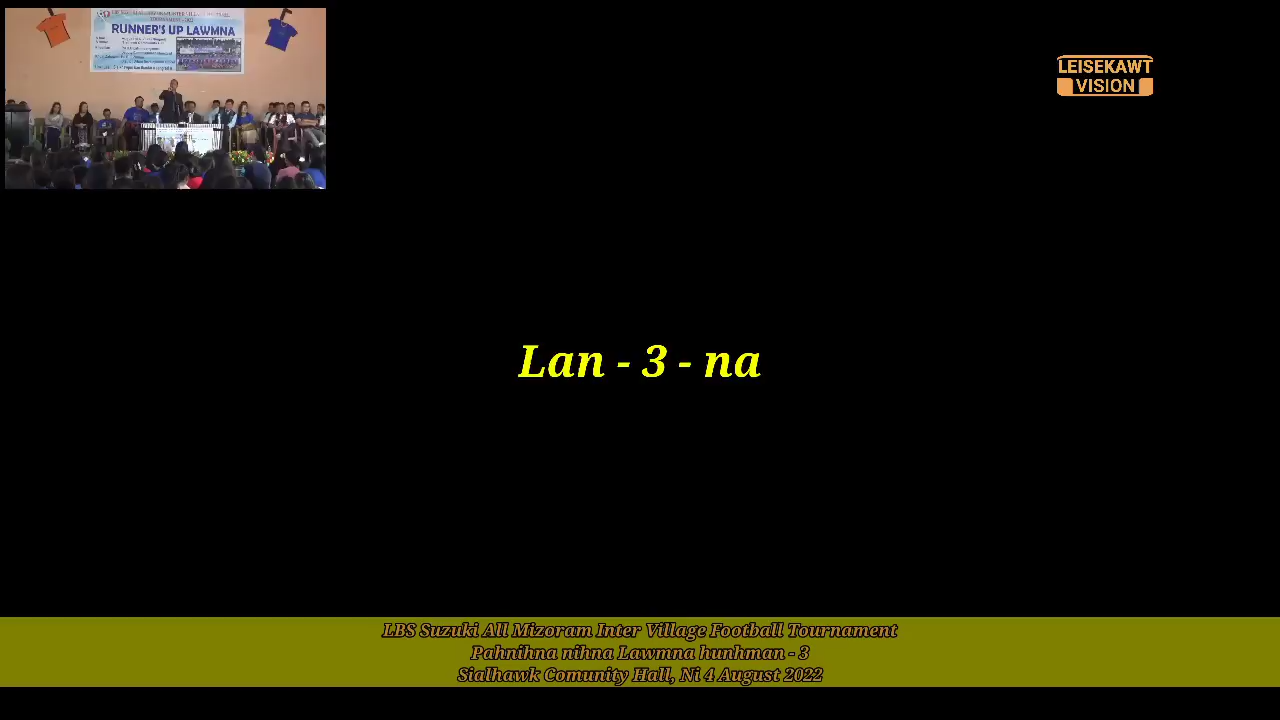 RUNNER'S UP LAWMNA
LEISEKAWT
VISION
Lan - 3 - na
LBS Suzuki All Mizoram Inter Village Football Tournament
Pahnihna nihna Lawmna hunhman - 3
Sialhawk Comunity Hall, Ni 4 August 2022